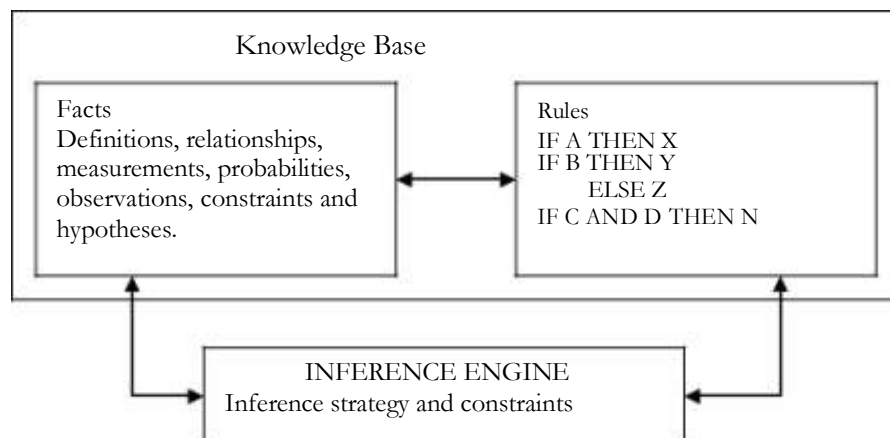 Knowledge Base
Facts
Definitions, relationships,
measurements, probabilities,
observations, constraints and
hypotheses.
Rules
IF A THEN X
IF B THEN Y
ELSE Z
IF C AND D THEN N
INFERENCE ENGINE
Inference strategy and constraints